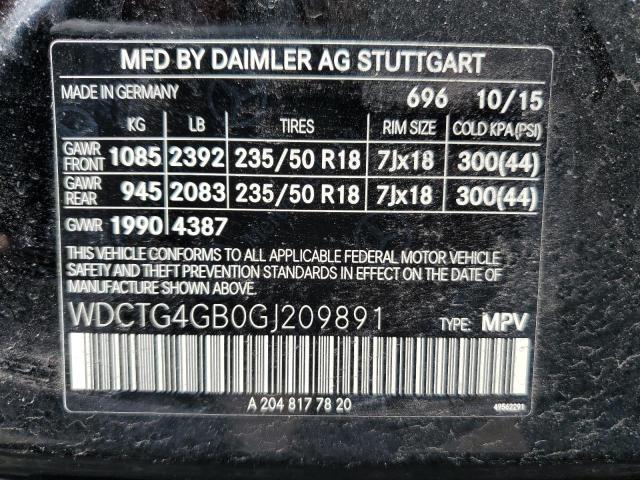 MFD BY DAIMLER AG STUTTGART
MADE IN GERMANY 696 10/15
KG LB TIRES RIM SIZE COLD KPA(PSI)
GAWR FRONT 1085 2392 235/50 R18 7Jx18 300(44)
GAWR REAR 945 2083 235/50 R18 7Jx18 300(44)
GVWR 1990 4387
THIS VEHICLE CONFORMS TO ALL APPLICABLE FEDERAL MOTOR VEHICLE
SAFETY AND THEFT PREVENTION STANDARDS IN EFFECT ON THE DATE
OF MANUFACTURE SHOWN ABOVE.
WDCTG4GB0GJ209891 TYPE: MPV
A 204 817 78 20 49562291